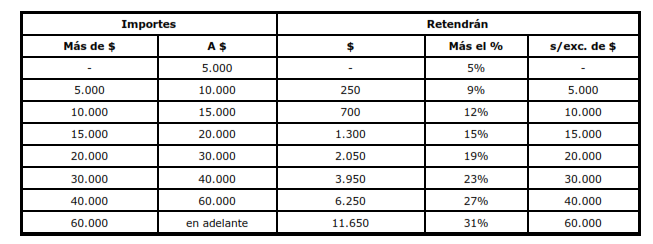 Importes Retendrán
Más de $ A $ $ Más el % s/exc. de $
- 5.000 - 5% -
5.000 10.000 250 9% 5.000
10.000 15.000 700 12% 10.000
15.000 20.000 1.300 15% 15.000
20.000 30.000 2.050 19% 20.000
30.000 40.000 3.950 23% 30.000
40.000 60.000 6.250 27% 40.000
60.000 en adelante 11.650 31% 60.000